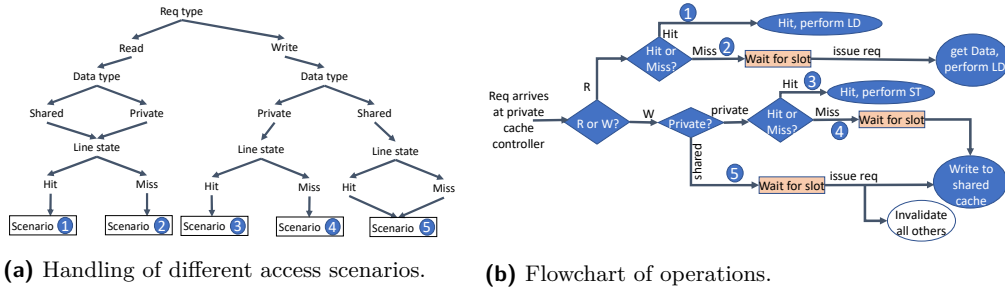 Req type
Read
Write
Data type
Data type
Shared
Private
Private
Shared
Line state
Line state
Line state
Hit
Miss
Hit
Miss
Hit
Miss
Scenario 1
Scenario 2
Scenario 3
Scenario 4
Scenario 5
(a) Handling of different access scenarios.
1
Hit
Hit, perform LD
Hit or
Miss?
Miss
2
Wait for slot
issue req
get Data,
perform LD
R
Hit
3
Hit, perform ST
Req arrives
at private
cache
controller
R or W?
W
Private?
private
Hit or
Miss?
Miss
4
Wait for slot
shared
5
Wait for slot
issue req
Write to
shared
cache
Invalidate
all others
(b) Flowchart of operations.